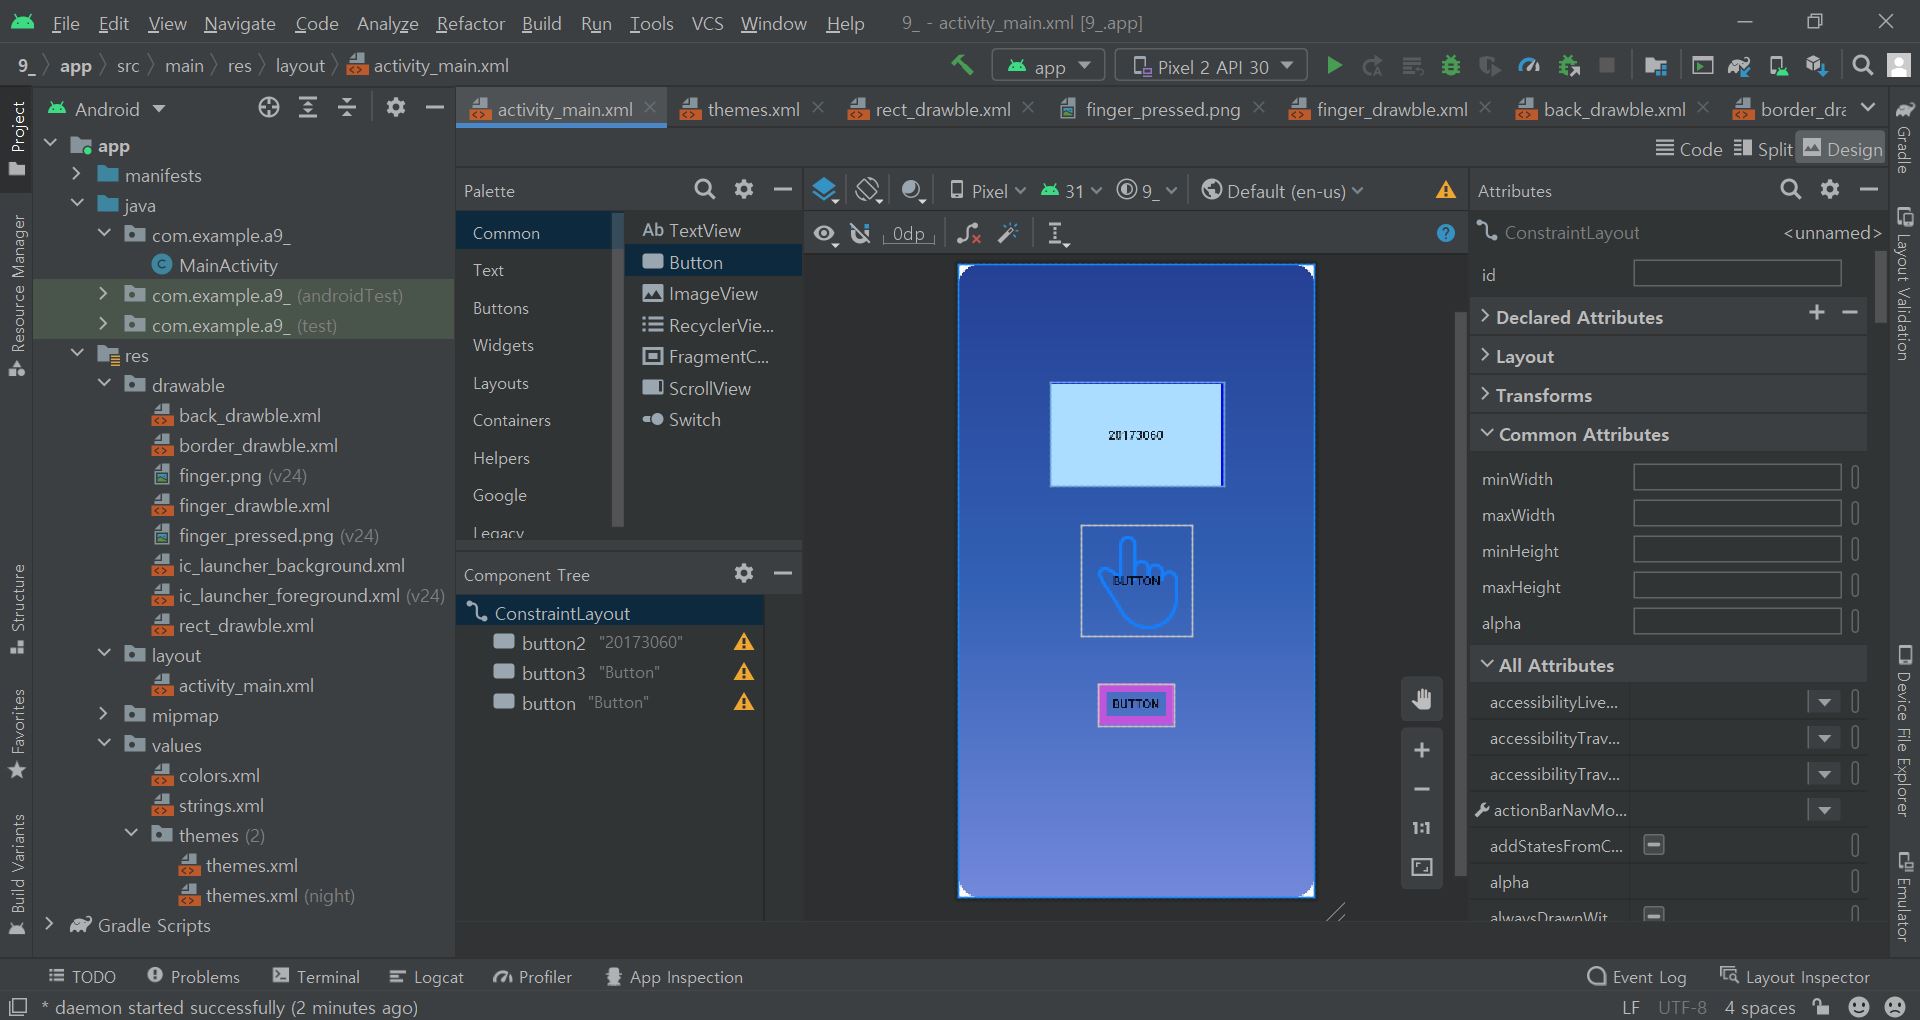 File Edit View Navigate Code Analyze Refactor Build Run Tools VCS Window Help 9_ - activity_main.xml [9_.app]
9_ app src main res layout activity_main.xml app Pixel 2 API 30
Android
activity_main.xml themes.xml rect_drawble.xml finger_pressed.png finger_drawble.xml back_drawble.xml border_dra
Code Split Design
Project
Resource Manager
Structure
Favorites
Build Variants
app
manifests
java
com.example.a9_
MainActivity
com.example.a9_ (androidTest)
com.example.a9_ (test)
res
drawable
back_drawble.xml
border_drawble.xml
finger.png (v24)
finger_drawble.xml
finger_pressed.png (v24)
ic_launcher_background.xml
ic_launcher_foreground.xml (v24)
rect_drawble.xml
layout
activity_main.xml
mipmap
values
colors.xml
strings.xml
themes (2)
themes.xml
themes.xml (night)
Gradle Scripts
Palette
Common
Text
Buttons
Widgets
Layouts
Containers
Helpers
Google
Legacy
Ab TextView
Button
ImageView
RecyclerVie...
FragmentC...
ScrollView
Switch
Component Tree
ConstraintLayout
button2 "20173060"
button3 "Button"
button "Button"
Pixel 31 9_ Default (en-us)
0dp
20173060
BUTTON
BUTTON
1:1
Attributes
ConstraintLayout <unnamed>
id
Declared Attributes
Layout
Transforms
Common Attributes
minWidth
maxWidth
minHeight
maxHeight
alpha
All Attributes
accessibilityLive...
accessibilityTrav...
accessibilityTrav...
actionBarNavMo...
addStatesFromC...
alpha
alwaysDrawnWit
Gradle
Layout Validation
Device File Explorer
Emulator
TODO Problems Terminal Logcat Profiler App Inspection Event Log Layout Inspector
* daemon started successfully (2 minutes ago) LF UTF-8 4 spaces